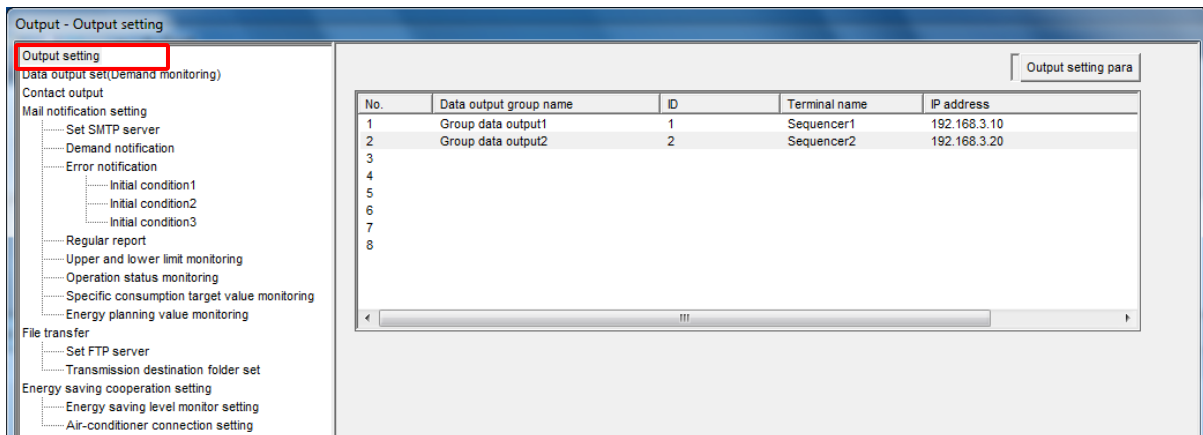 Output - Output setting
Output setting
Data output set(Demand monitoring)
Contact output
Mail notification setting
Set SMTP server
Demand notification
Error notification
Initial condition1
Initial condition2
Initial condition3
Regular report
Upper and lower limit monitoring
Operation status monitoring
Specific consumption target value monitoring
Energy planning value monitoring
File transfer
Set FTP server
Transmission destination folder set
Energy saving cooperation setting
Energy saving level monitor setting
Air-conditioner connection setting
Output setting para
No. Data output group name ID Terminal name IP address
1 Group data output1 1 Sequencer1 192.168.3.10
2 Group data output2 2 Sequencer2 192.168.3.20
3
4
5
6
7
8